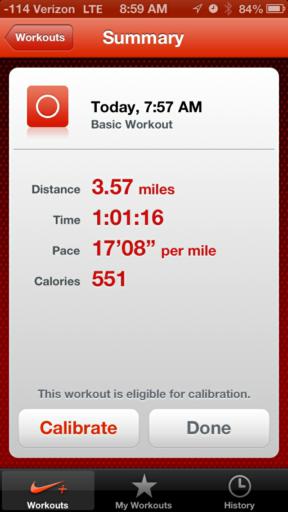 -114 Verizon LTE 8:59 AM 84%
Workouts Summary
Today, 7:57 AM
Basic Workout
Distance 3.57 miles
Time 1:01:16
Pace 17'08" per mile
Calories 551
This workout is eligible for calibration.
Calibrate Done
Workouts My Workouts History